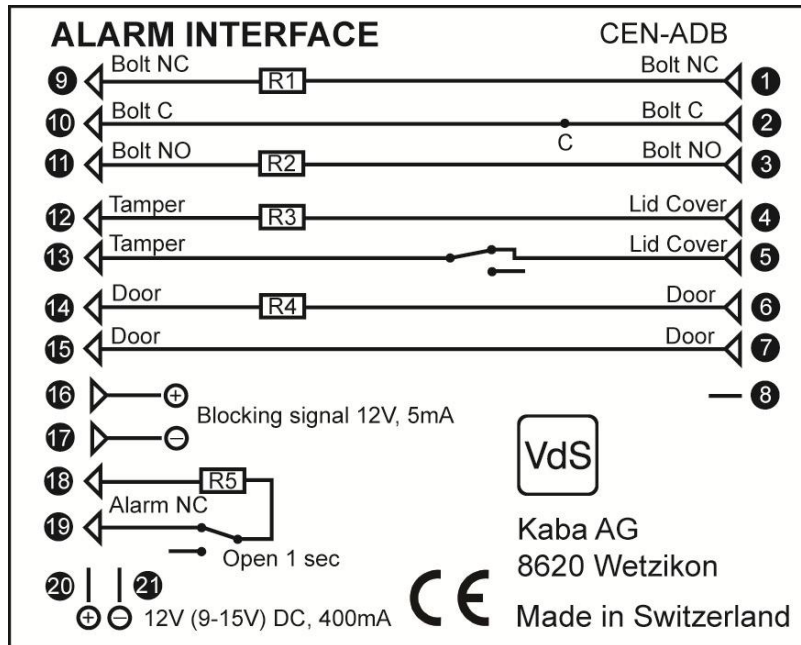 ALARM INTERFACE CEN-ADB
9 Bolt NC R1 Bolt NC 1
10 Bolt C C Bolt C 2
11 Bolt NO R2 Bolt NO 3
12 Tamper R3 Lid Cover 4
13 Tamper Lid Cover 5
14 Door R4 Door 6
15 Door Door 7
16 + 8
Blocking signal 12V, 5mA
17 −
VdS
18 R5
Alarm NC
19
Open 1 sec
Kaba AG
8620 Wetzikon
20 21
+ − 12V (9-15V) DC, 400mA
CE
Made in Switzerland